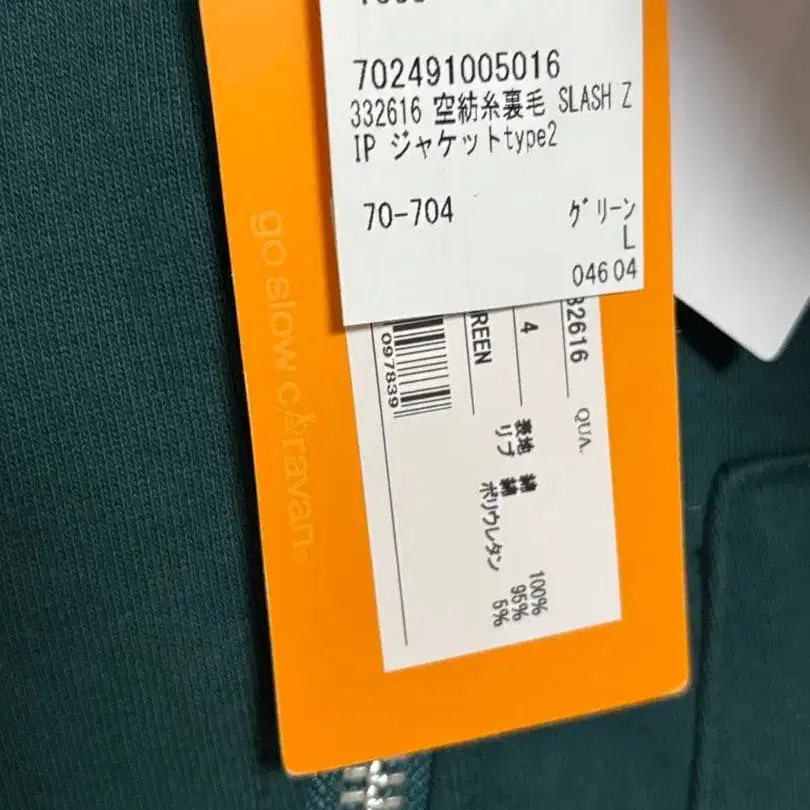 702491005016
332616 空紡糸裏毛 SLASH Z
IP ジャケットtype2
70-704
グリーン
L
04604
go slow cAravan
32616
QUA.
4
REEN
表地 綿 100%
リブ 綿 95%
ポリウレタン 5%
097839